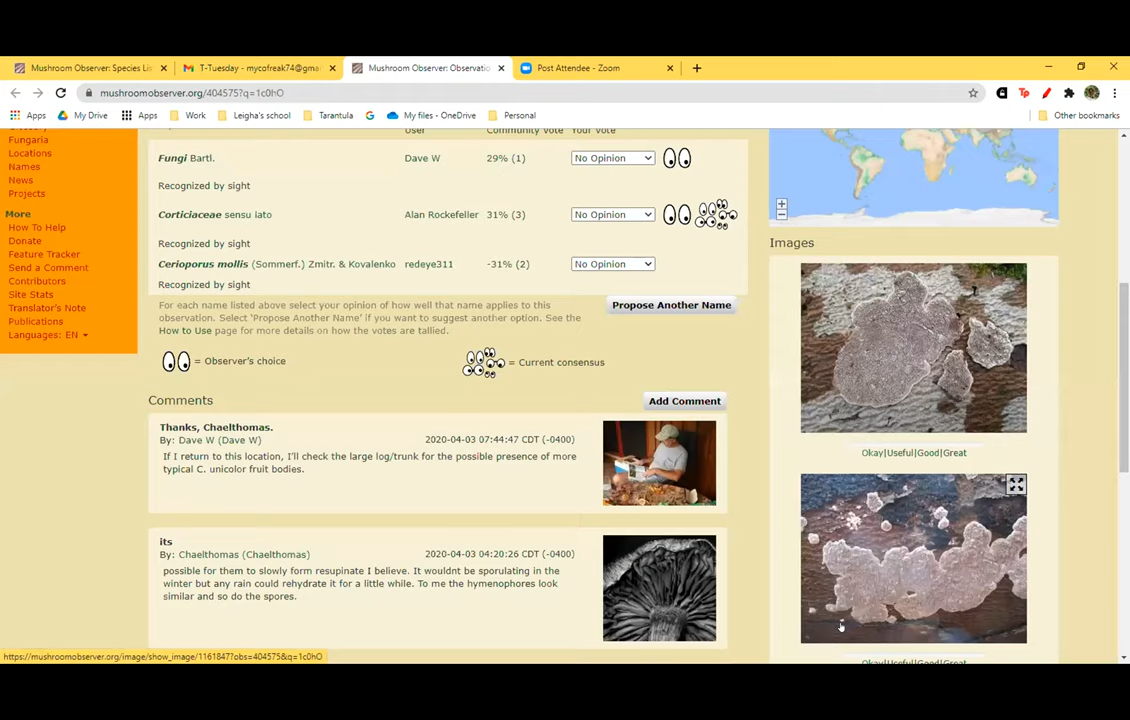 Mushroom Observer: Species Lis
T-Tuesday - mycofreak74@gmai
Mushroom Observer: Observatio
Post Attendee - Zoom
mushroomobserver.org/404575?q=1c0hO
Apps
My Drive
Apps
Work
Leigha's school
Tarantula
My files - OneDrive
Personal
Other bookmarks
Fungaria
Locations
Names
News
Projects
More
How To Help
Donate
Feature Tracker
Send a Comment
Contributors
Site Stats
Translator's Note
Publications
Languages: EN
User
Community Vote
Your Vote
Fungi Bartl.
Dave W
29% (1)
No Opinion
Recognized by sight
Corticiaceae sensu lato
Alan Rockefeller
31% (3)
No Opinion
Recognized by sight
Cerioporus mollis (Sommerf.) Zmitr. & Kovalenko
redeye311
-31% (2)
No Opinion
Recognized by sight
For each name listed above select your opinion of how well that name applies to this
observation. Select 'Propose Another Name' if you want to suggest another option. See the
How to Use page for more details on how the votes are tallied.
Propose Another Name
= Observer's choice
= Current consensus
Comments
Add Comment
Thanks, Chaelthomas.
By: Dave W (Dave W)
2020-04-03 07:44:47 CDT (-0400)
If I return to this location, I'll check the large log/trunk for the possible presence of more
typical C. unicolor fruit bodies.
its
By: Chaelthomas (Chaelthomas)
2020-04-03 04:20:26 CDT (-0400)
possible for them to slowly form resupinate I believe. It wouldnt be sporulating in the
winter but any rain could rehydrate it for a little while. To me the hymenophores look
similar and so do the spores.
Images
Okay|Useful|Good|Great
Okay|Useful|Good|Great
https://mushroomobserver.org/image/show_image/1161847?obs=404575&q=1c0hO